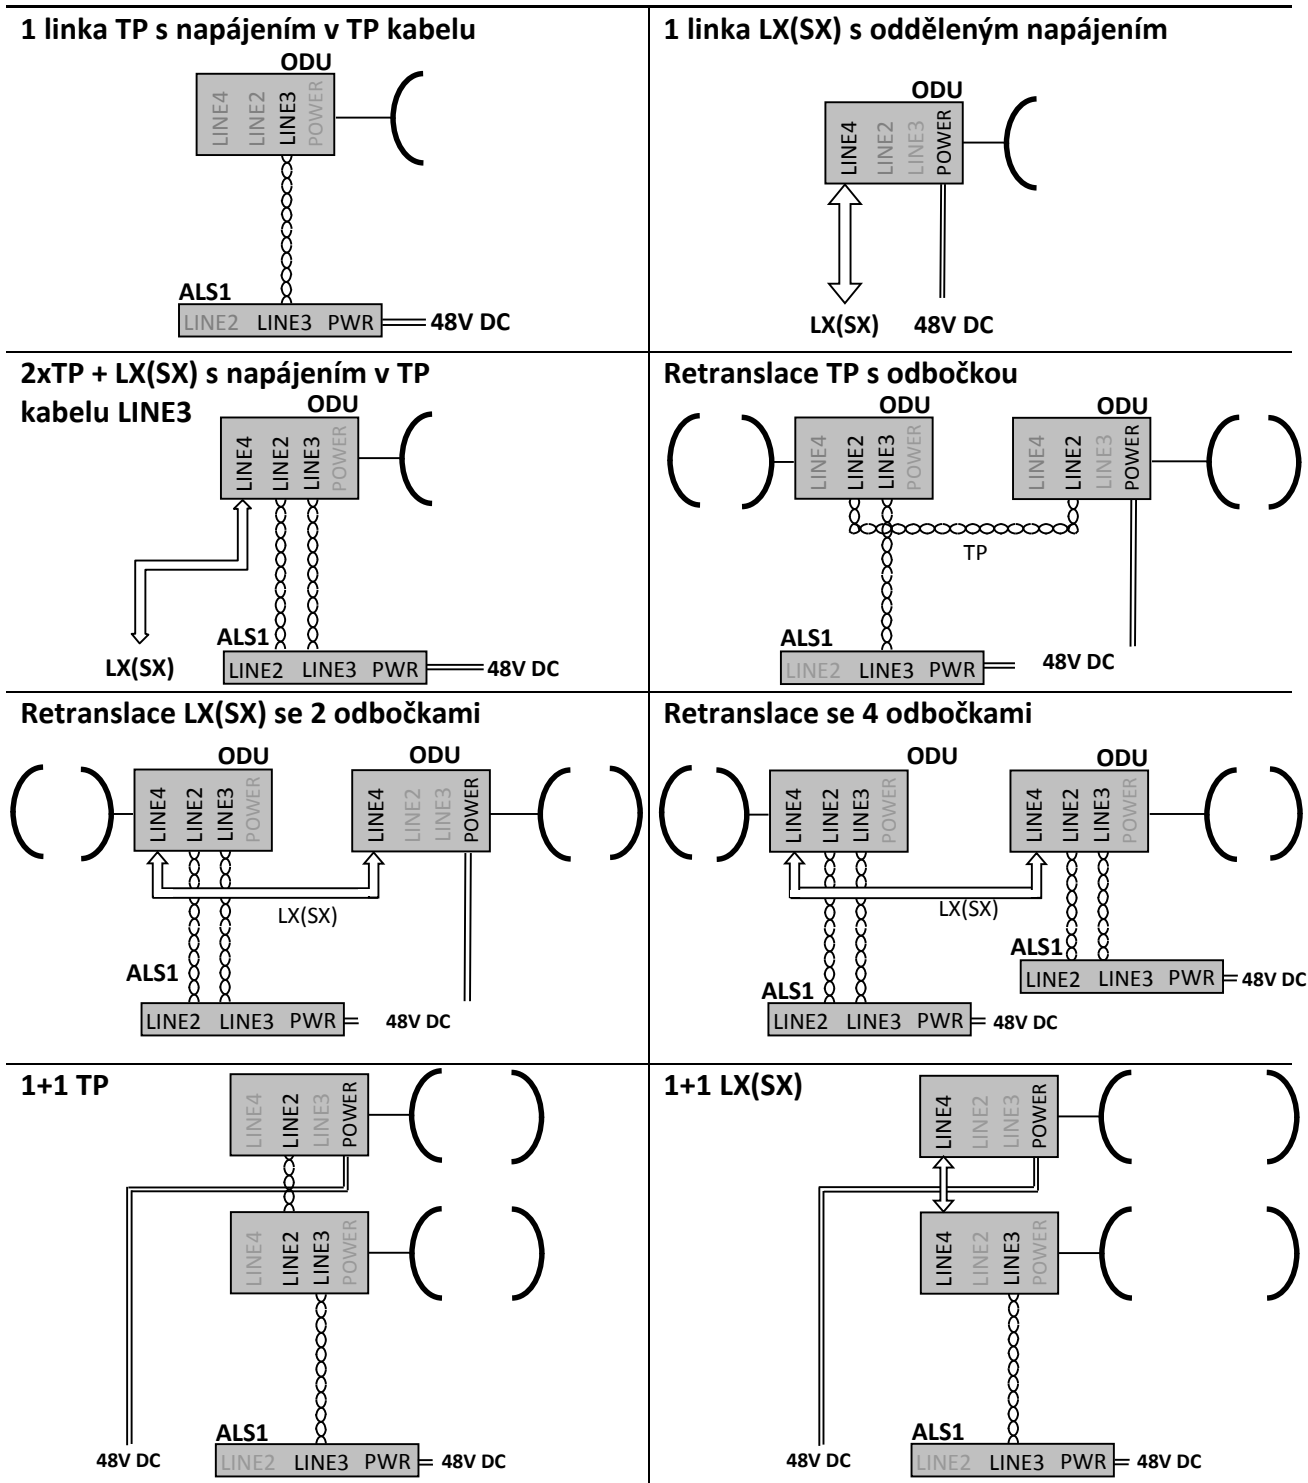 1 linka TP s napájením v TP kabelu
ODU
LINE4 LINE2 LINE3 POWER
ALS1
LINE2 LINE3 PWR 48V DC
1 linka LX(SX) s odděleným napájením
ODU
LINE4 LINE2 LINE3 POWER
LX(SX) 48V DC
2xTP + LX(SX) s napájením v TP
kabelu LINE3
ODU
LINE4 LINE2 LINE3 POWER
ALS1
LX(SX)
LINE2 LINE3 PWR 48V DC
Retranslace TP s odbočkou
ODU ODU
LINE4 LINE2 LINE3 POWER
LINE4 LINE2 LINE3 POWER
TP
ALS1
LINE2 LINE3 PWR 48V DC
Retranslace LX(SX) se 2 odbočkami
ODU ODU
LINE4 LINE2 LINE3 POWER
LINE4 LINE2 LINE3 POWER
LX(SX)
ALS1
LINE2 LINE3 PWR 48V DC
Retranslace se 4 odbočkami
ODU ODU
LINE4 LINE2 LINE3 POWER
LINE4 LINE2 LINE3 POWER
LX(SX)
ALS1
LINE2 LINE3 PWR 48V DC
ALS1
LINE2 LINE3 PWR 48V DC
1+1 TP
LINE4 LINE2 LINE3 POWER
LINE4 LINE2 LINE3 POWER
ALS1
48V DC
LINE2 LINE3 PWR 48V DC
1+1 LX(SX)
LINE4 LINE2 LINE3 POWER
LINE4 LINE2 LINE3 POWER
ALS1
48V DC
LINE2 LINE3 PWR 48V DC